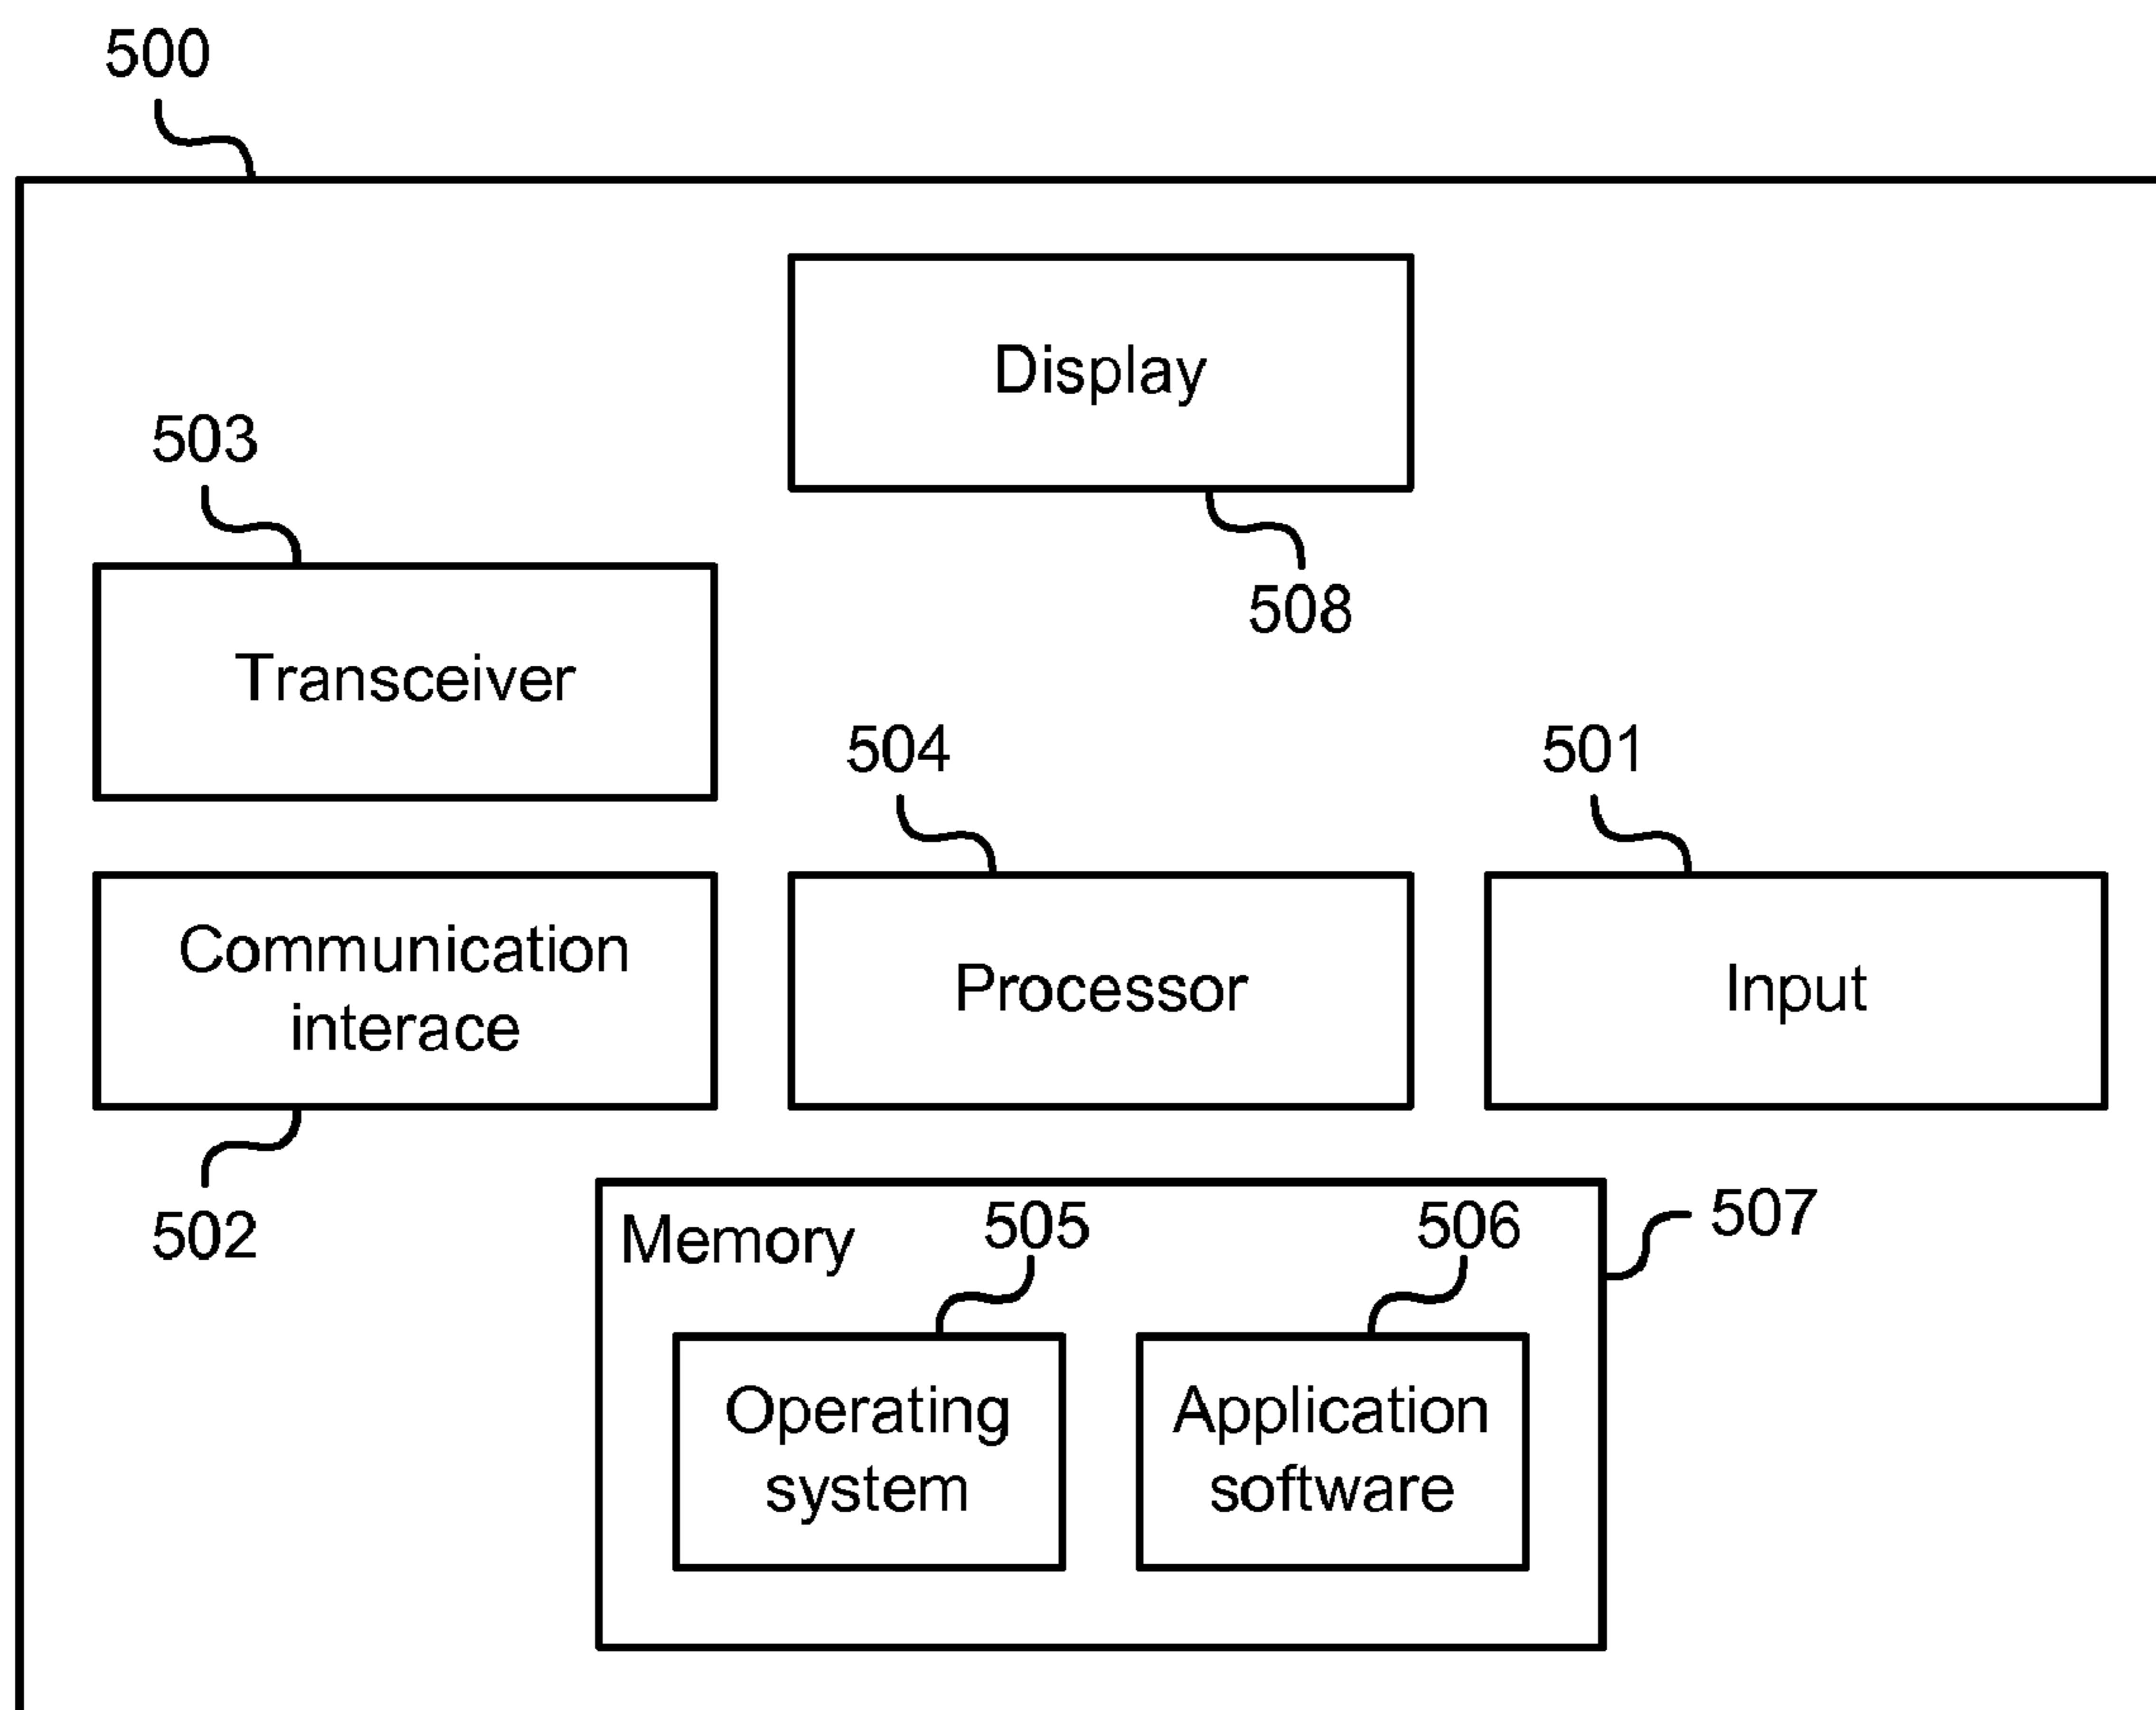 500
Display
503
508
Transceiver
504
501
Communication
interace
Processor
Input
502
Memory
505
506
507
Operating
system
Application
software